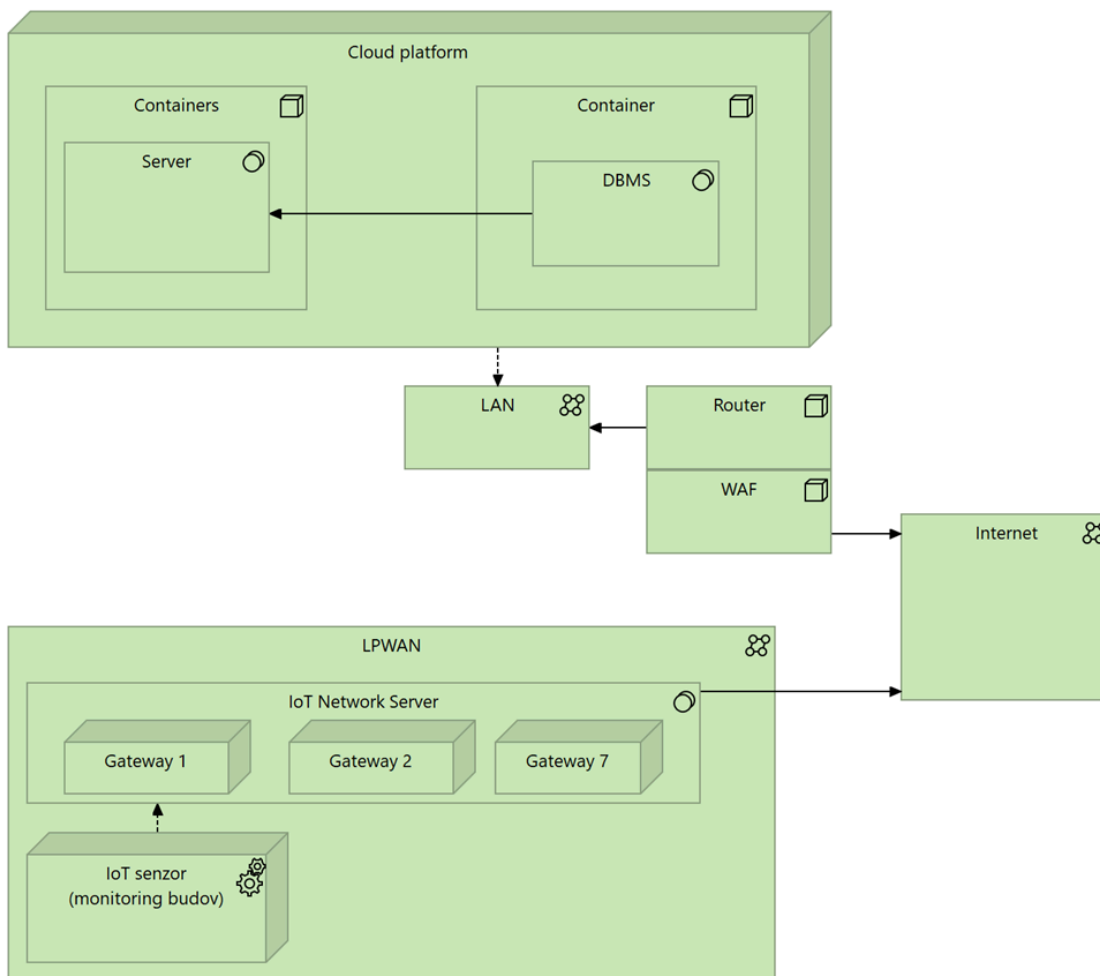 Cloud platform
Containers
Container
Server
DBMS
LAN
Router
WAF
Internet
LPWAN
IoT Network Server
Gateway 1
Gateway 2
Gateway 7
IoT senzor
(monitoring budov)